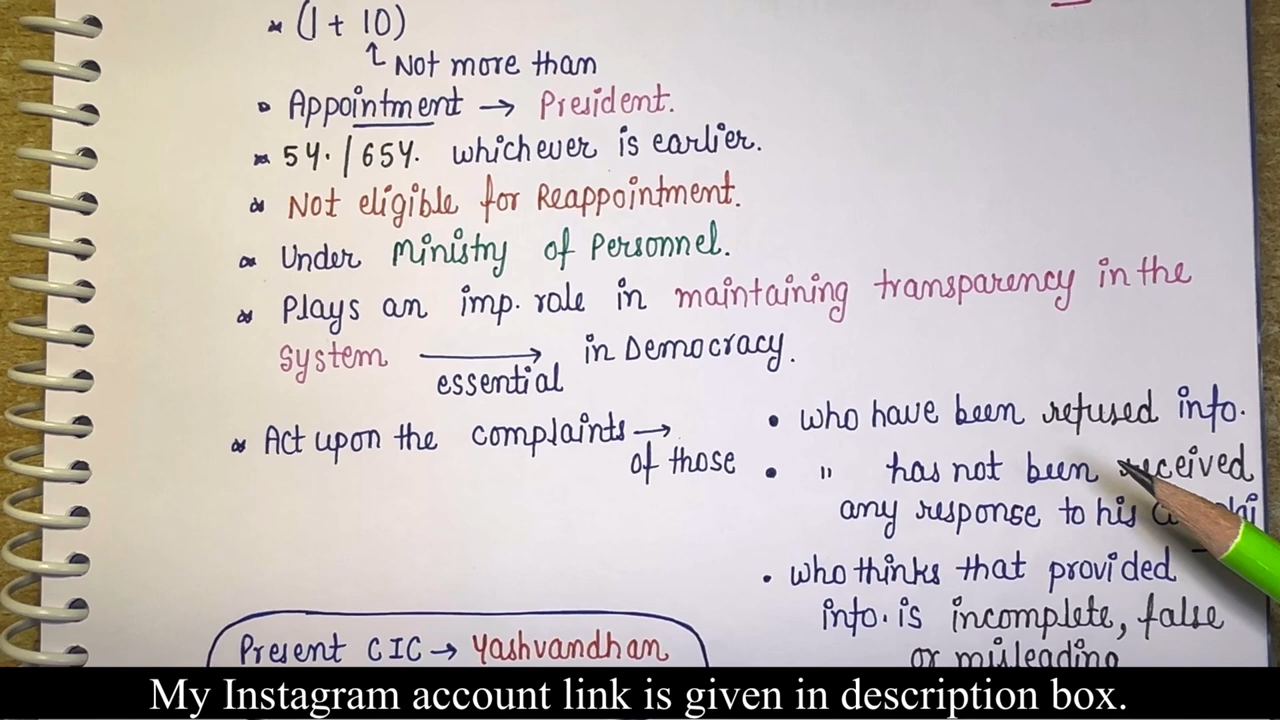 (1 + 10)
Not more than
Appointment → President.
5y. / 65y. whichever is earlier.
Not eligible for Reappointment.
Under Ministry of Personnel.
Plays an imp. role in maintaining transparency in the
system → in Democracy.
essential
Act upon the complaints →
of those
• who have been refused info.
• " has not been received
any response to his
• who thinks that provided
info. is incomplete, false
or misleading
Present CIC → Yashvandhan
My Instagram account link is given in description box.